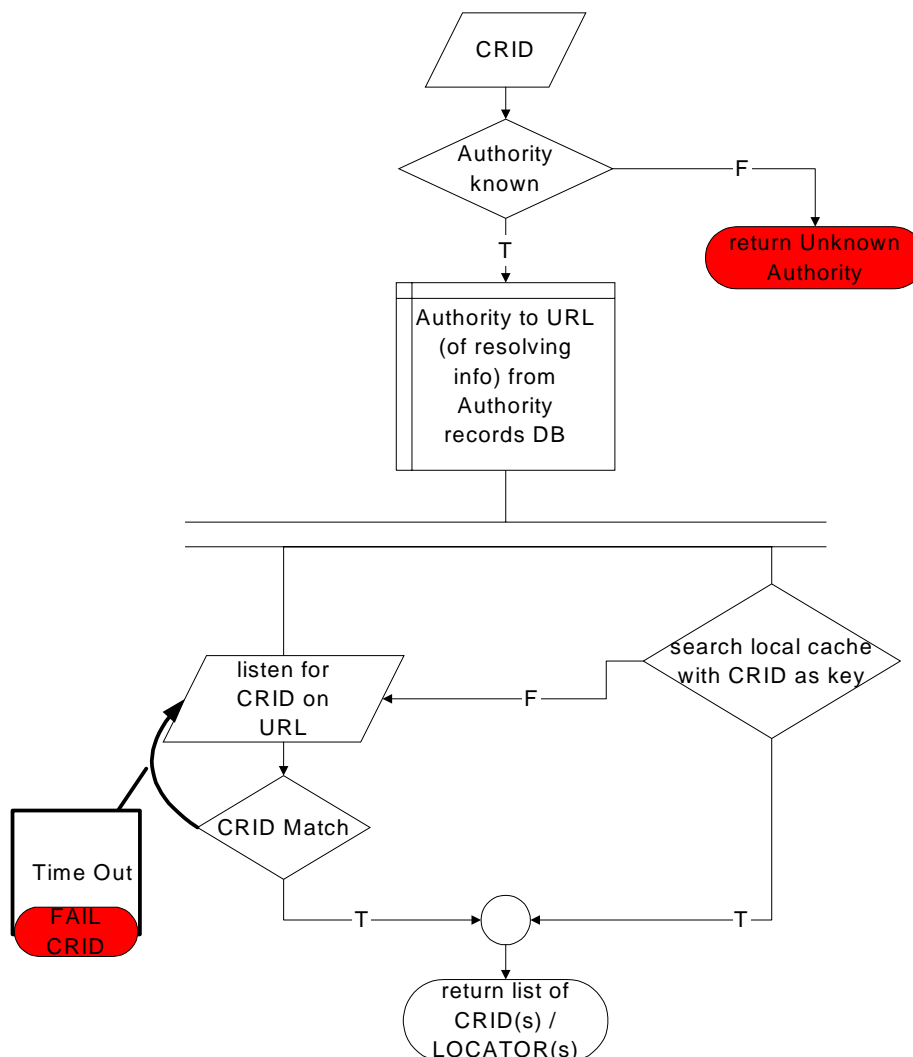 CRID
Authority
known
F
return Unknown
Authority
T
Authority to URL
(of resolving
info) from
Authority
records DB
search local cache
with CRID as key
listen for
CRID on
URL
F
CRID Match
Time Out
FAIL
CRID
T
T
return list of
CRID(s) /
LOCATOR(s)